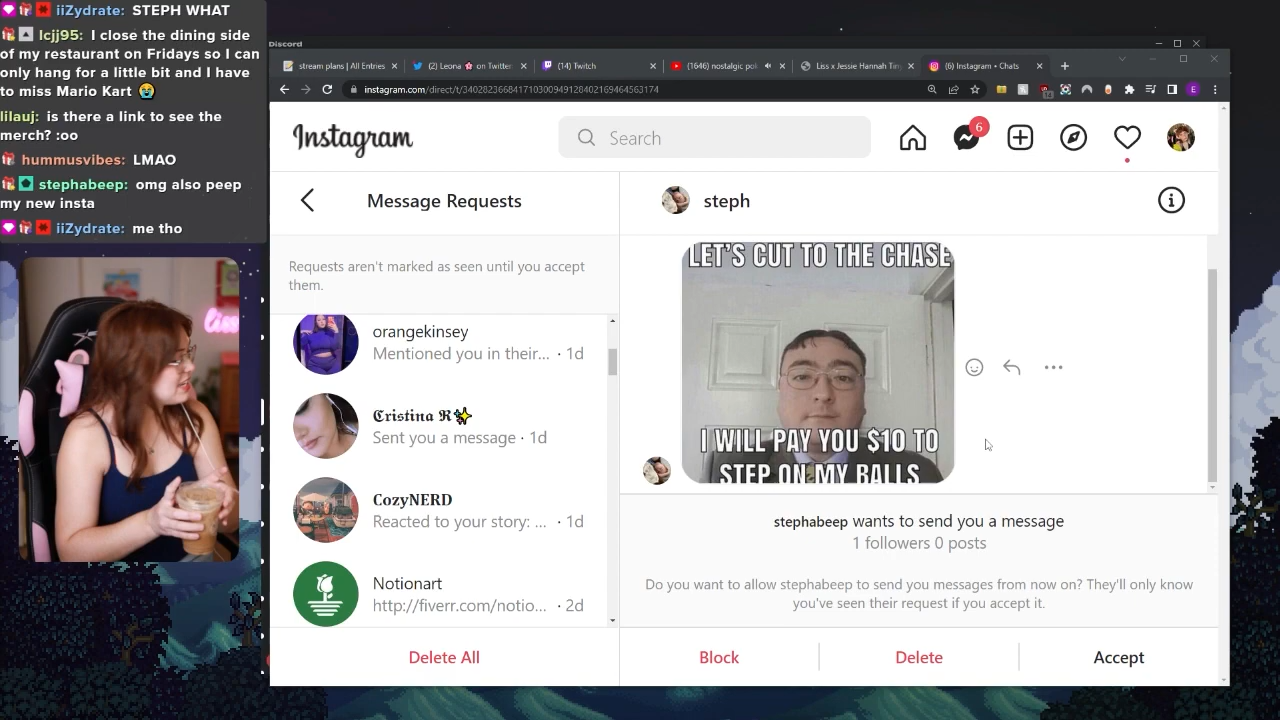 iiZydrate: STEPH WHAT
lcjj95: I close the dining side
of my restaurant on Fridays so I can
only hang for a little bit and I have
to miss Mario Kart 😭
lilauj: is there a link to see the
merch? :oo
hummusvibes: LMAO
stephabeep: omg also peep
my new insta
iiZydrate: me tho
Discord
stream plans | All Entries
(2) Leona 🌼 on Twitter
(14) Twitch
(1646) nostalgic pok
Liss x Jessie Hannah Tiny
(6) Instagram • Chats
instagram.com/direct/t/340282366841710300949128402169464563174
14
E
Instagram
Search
6
Message Requests
steph
Requests aren't marked as seen until you accept
them.
orangekinsey
Mentioned you in their... · 1d
ℭristina ℜ✨
Sent you a message · 1d
CozyNERD
Reacted to your story: ... · 1d
Notionart
http://fiverr.com/notio... · 2d
Delete All
LET'S CUT TO THE CHASE
I WILL PAY YOU $10 TO
STEP ON MY BALLS
stephabeep wants to send you a message
1 followers 0 posts
Do you want to allow stephabeep to send you messages from now on? They'll only know
you've seen their request if you accept it.
Block
Delete
Accept
liss